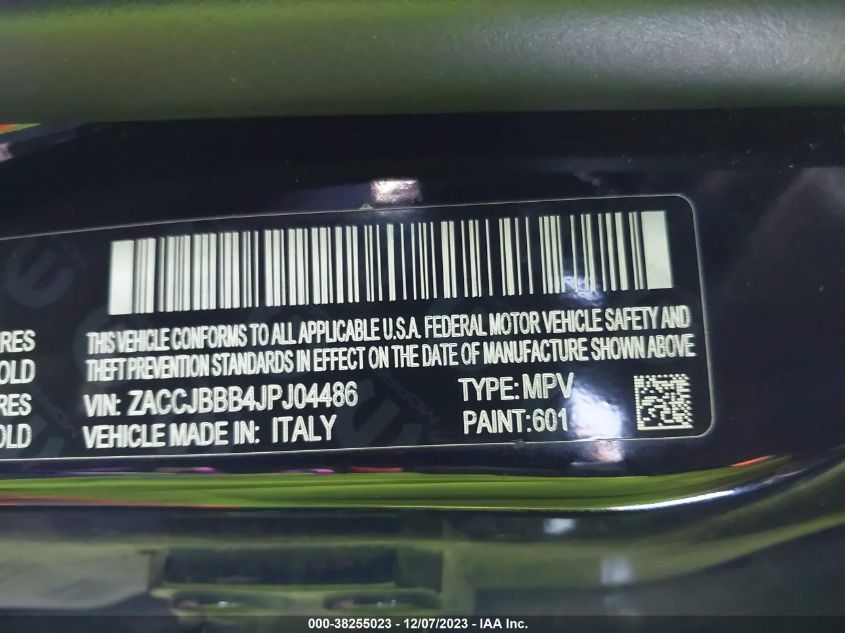 THIS VEHICLE CONFORMS TO ALL APPLICABLE U.S.A. FEDERAL MOTOR VEHICLE SAFETY AND
THEFT PREVENTION STANDARDS IN EFFECT ON THE DATE OF MANUFACTURE SHOWN ABOVE
RES
OLD
RES
OLD
VIN: ZACCJBBB4JPJ04486
TYPE: MPV
VEHICLE MADE IN: ITALY
PAINT:601
000-38255023 - 12/07/2023 - IAA Inc.